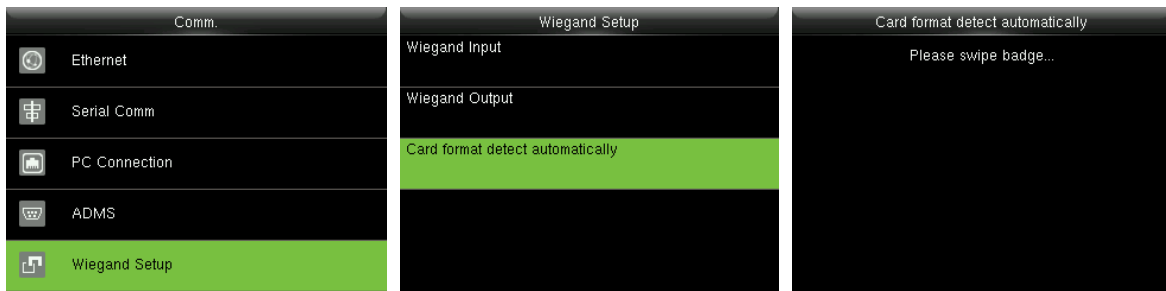 Comm.
Ethernet
Serial Comm
PC Connection
ADMS
Wiegand Setup
Wiegand Setup
Wiegand Input
Wiegand Output
Card format detect automatically
Card format detect automatically
Please swipe badge...